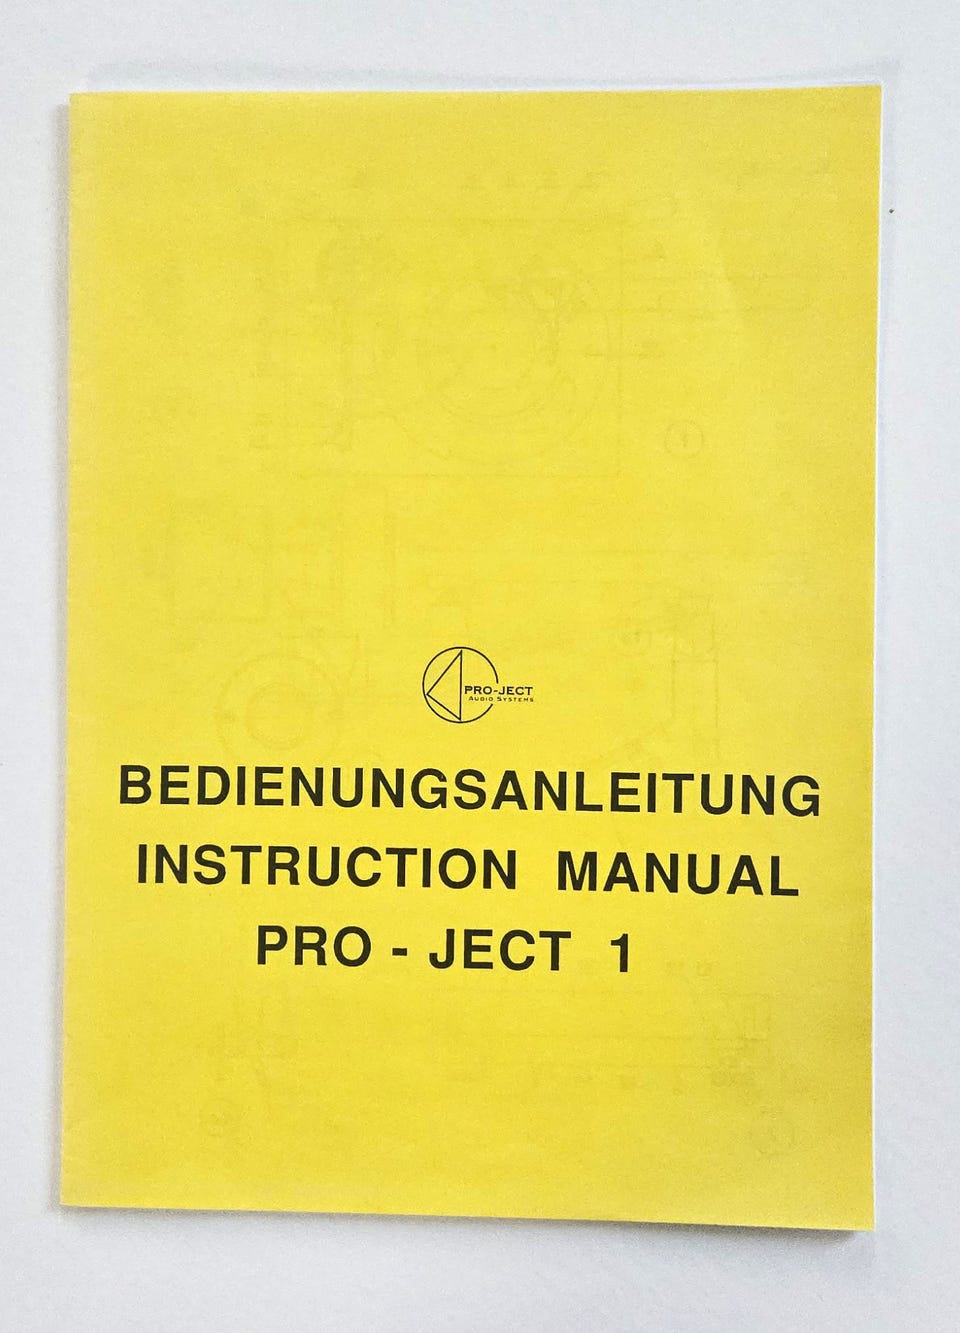 PRO-JECT
AUDIO SYSTEMS
BEDIENUNGSANLEITUNG
INSTRUCTION MANUAL
PRO - JECT 1